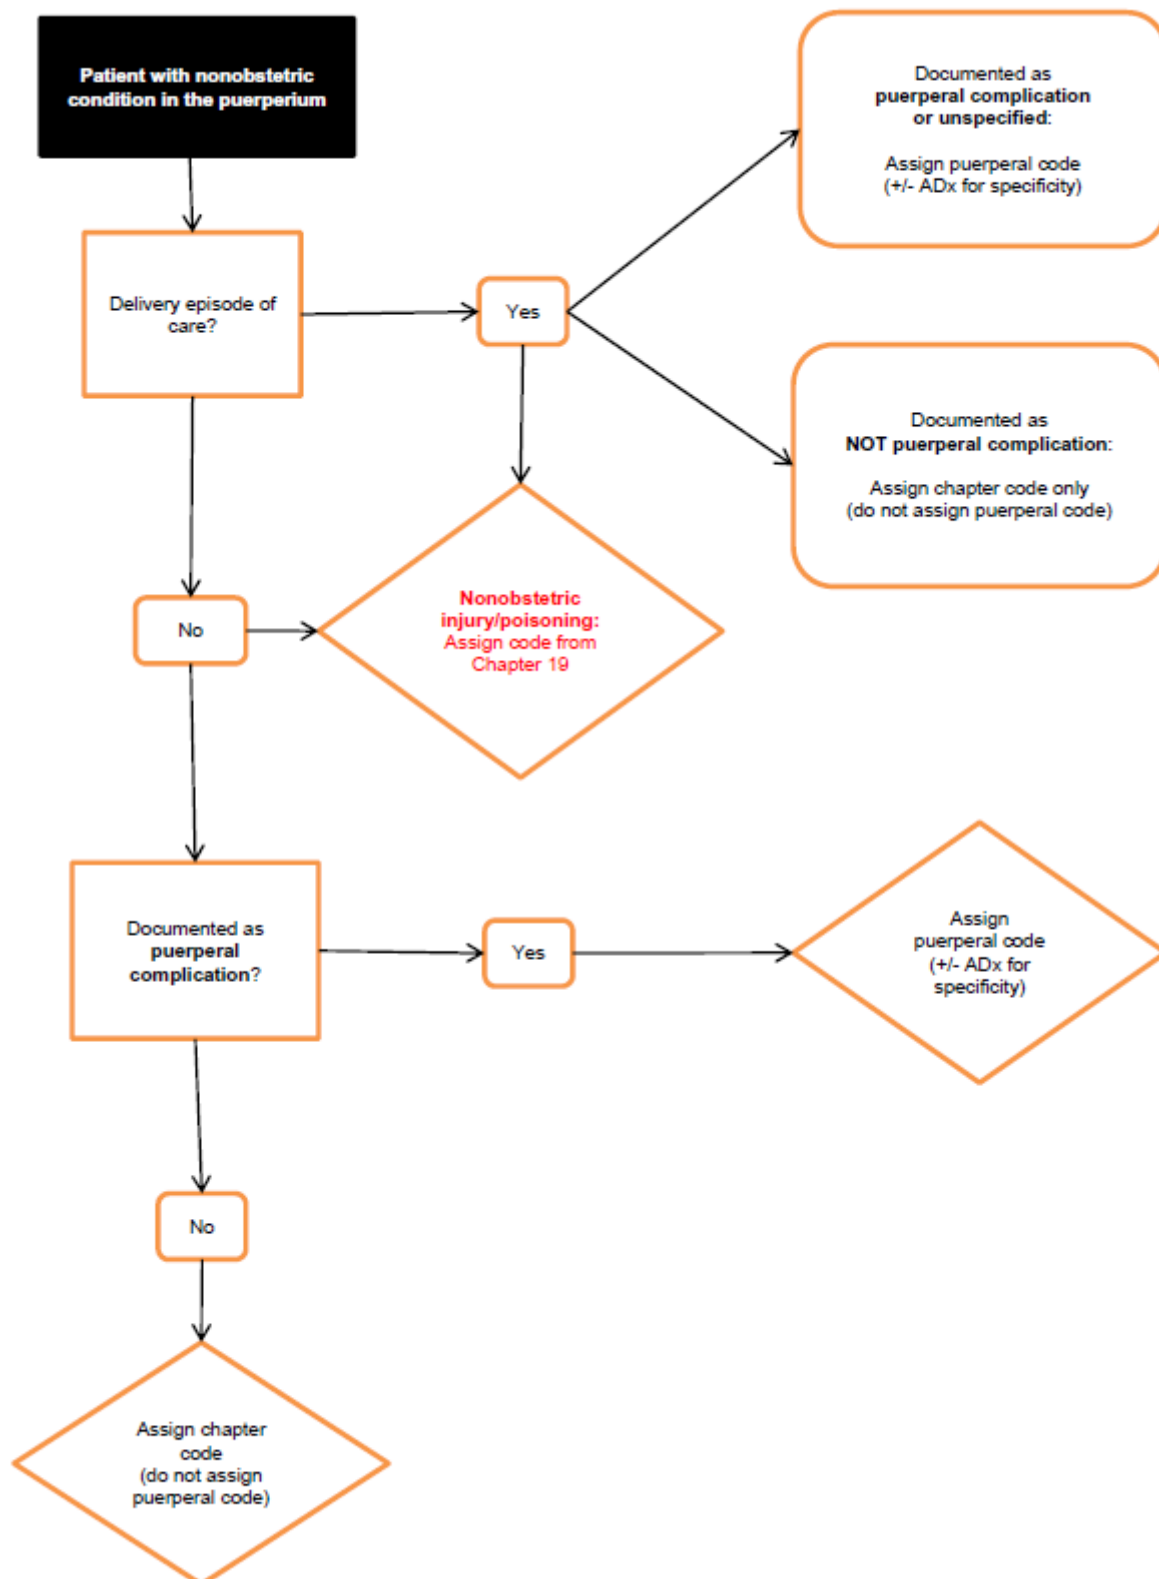 Patient with nonobstetric
condition in the puerperium
Documented as
puerperal complication
or unspecified:
Assign puerperal code
(+/- ADx for specificity)
Delivery episode of
care?
Yes
Documented as
NOT puerperal complication:
Assign chapter code only
(do not assign puerperal code)
No
Nonobstetric
injury/poisoning:
Assign code from
Chapter 19
Documented as
puerperal
complication?
Yes
Assign
puerperal code
(+/- ADx for
specificity)
No
Assign chapter
code
(do not assign
puerperal code)